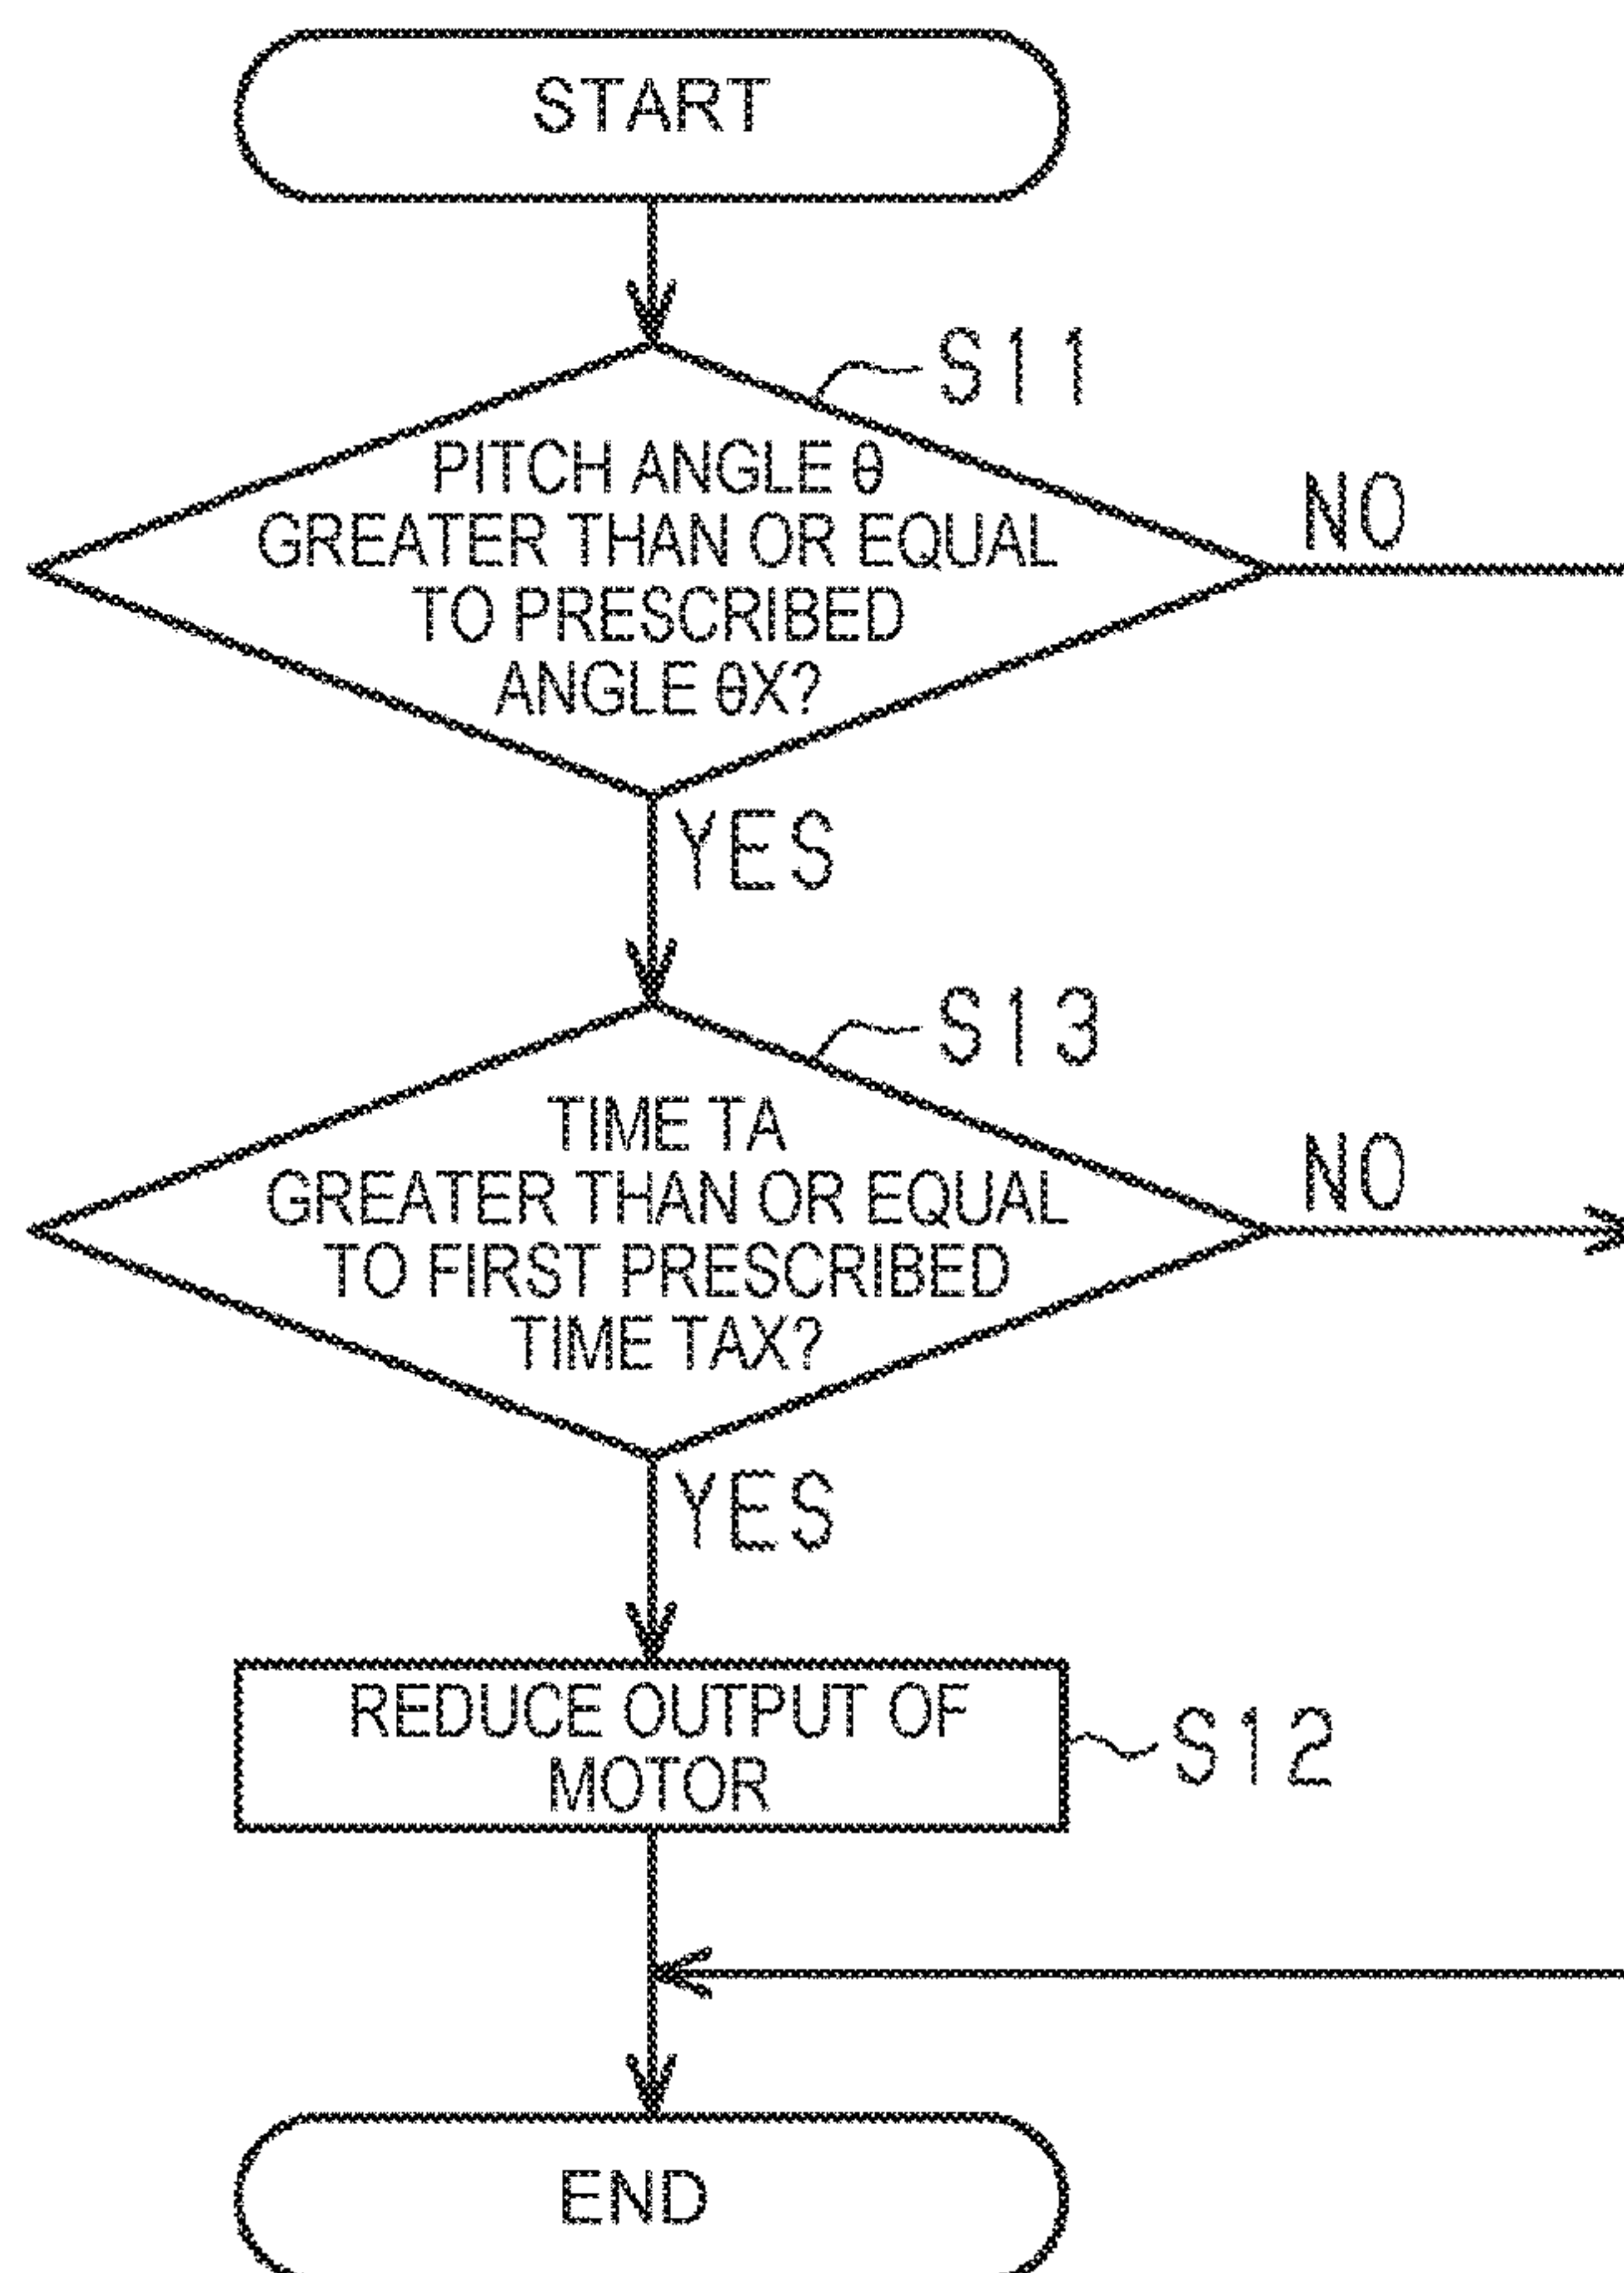 START
S11
PITCH ANGLE θ
GREATER THAN OR EQUAL
TO PRESCRIBED
ANGLE θX?
NO
YES
S13
TIME TA
GREATER THAN OR EQUAL
TO FIRST PRESCRIBED
TIME TAX?
NO
YES
REDUCE OUTPUT OF
MOTOR
S12
END